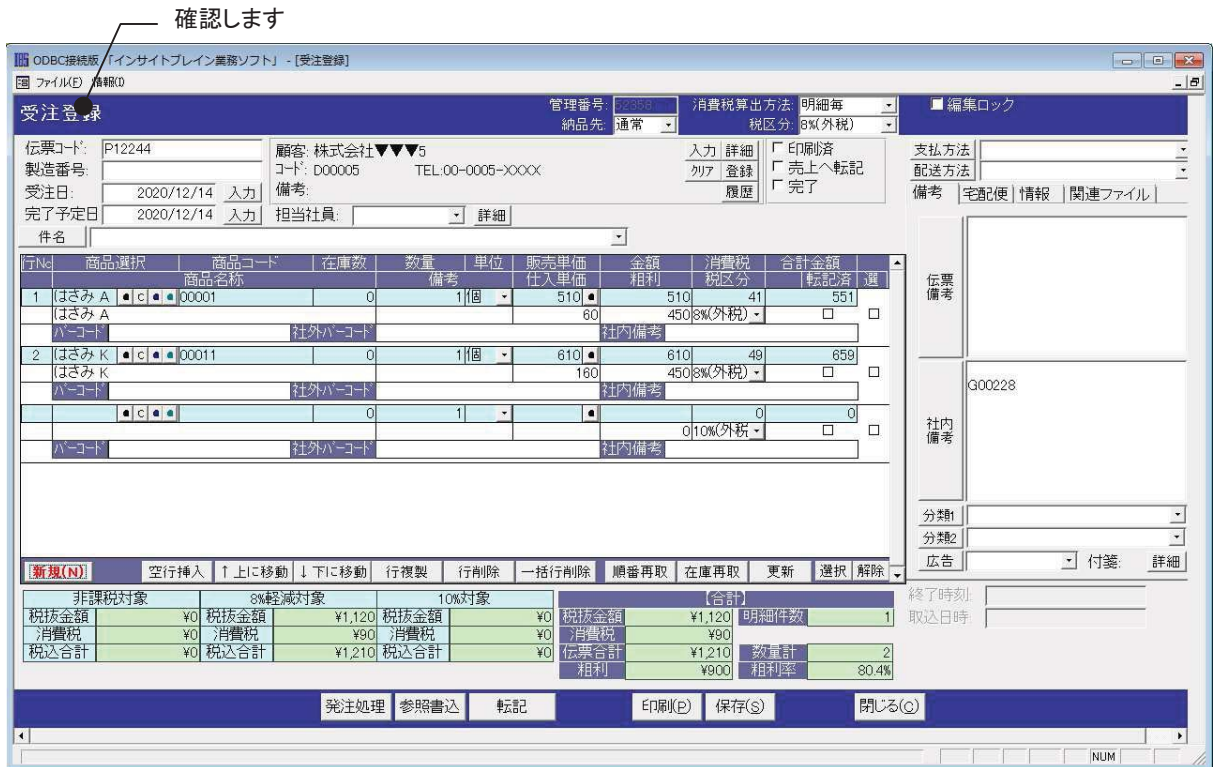 確認します
ODBC接続版 「インサイトブレイン業務ソフト」 - [受注登録]
ファイル(F) 情報(I)
受注登録
管理番号: 52358 消費税算出方法: 明細毎 編集ロック
納品先: 通常 税区分: 8%(外税)
伝票コード: P12244 顧客: 株式会社▼▼▼5 入力 詳細 印刷済 支払方法
製造番号: コード: D00005 TEL:00-0005-XXXX クリア 登録 売上へ転記 配送方法
受注日: 2020/12/14 入力 備考: 履歴 完了 備考 宅配便 情報 関連ファイル
完了予定日 2020/12/14 入力 担当社員: 詳細
件名
行No 商品選択 商品コード 在庫数 数量 単位 販売単価 金額 消費税 合計金額
商品名称 備考 仕入単価 粗利 税区分 転記済 選
1 はさみ A C 00001 0 1 個 510 510 41 551
はさみ A 60 450 8%(外税)
バーコード 社外バーコード 社内備考
2 はさみ K C 00011 0 1 個 610 610 49 659
はさみ K 160 450 8%(外税)
バーコード 社外バーコード 社内備考
C 0 1 0 0
0 10%(外税
バーコード 社外バーコード 社内備考
伝票
備考
G00228
社内
備考
分類1
分類2
広告 付箋: 詳細
新規(N) 空行挿入 ↑上に移動 ↓下に移動 行複製 行削除 一括行削除 順番再取 在庫再取 更新 選択 解除
非課税対象 8%軽減対象 10%対象 【合計】 終了時刻:
税抜金額 ¥0 税抜金額 ¥1,120 税抜金額 ¥0 税抜金額 ¥1,120 明細件数 1 取込日時:
消費税 ¥0 消費税 ¥90 消費税 ¥0 消費税 ¥90
税込合計 ¥0 税込合計 ¥1,210 税込合計 ¥0 伝票合計 ¥1,210 数量計 2
粗利 ¥900 粗利率 80.4%
発注処理 参照書込 転記 印刷(P) 保存(S) 閉じる(C)
NUM